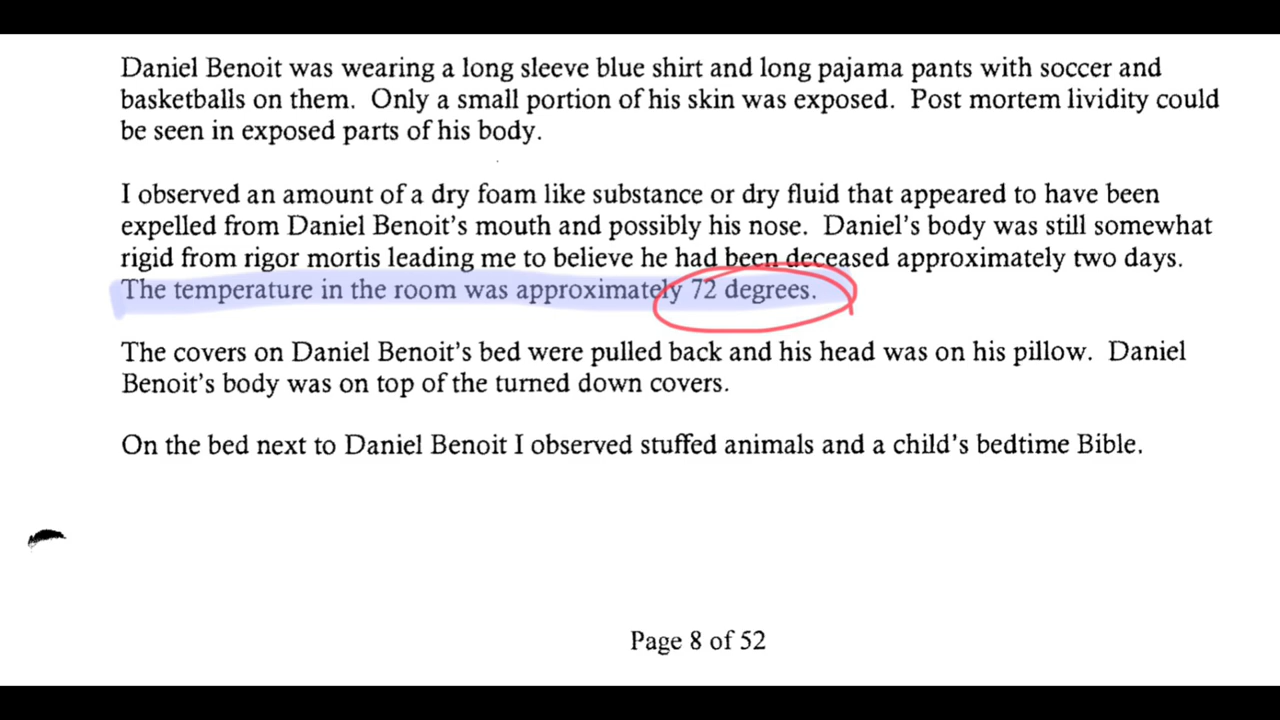 Daniel Benoit was wearing a long sleeve blue shirt and long pajama pants with soccer and
basketballs on them. Only a small portion of his skin was exposed. Post mortem lividity could
be seen in exposed parts of his body.
I observed an amount of a dry foam like substance or dry fluid that appeared to have been
expelled from Daniel Benoit's mouth and possibly his nose. Daniel's body was still somewhat
rigid from rigor mortis leading me to believe he had been deceased approximately two days.
The temperature in the room was approximately 72 degrees.
The covers on Daniel Benoit's bed were pulled back and his head was on his pillow. Daniel
Benoit's body was on top of the turned down covers.
On the bed next to Daniel Benoit I observed stuffed animals and a child's bedtime Bible.
Page 8 of 52